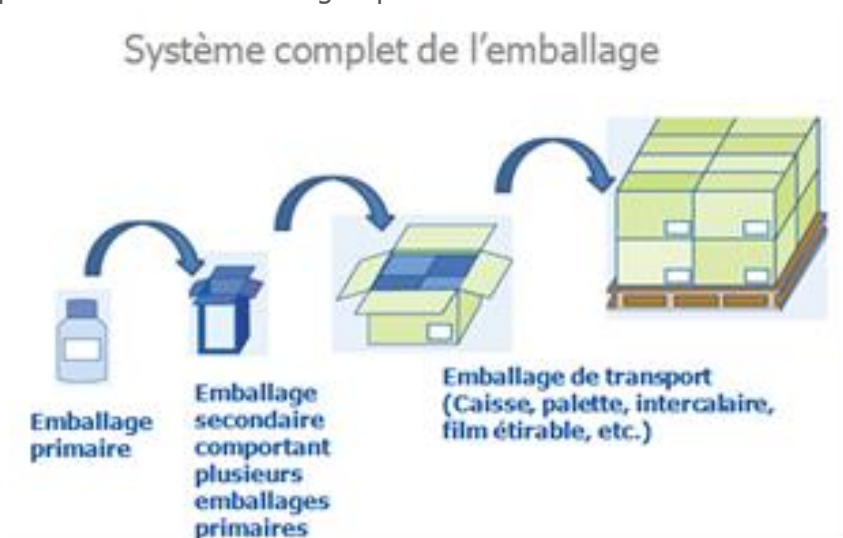 Système complet de l'emballage
Emballage
primaire
Emballage
secondaire
comportant
plusieurs
emballages
primaires
Emballage de transport
(Caisse, palette, intercalaire,
film étirable, etc.)